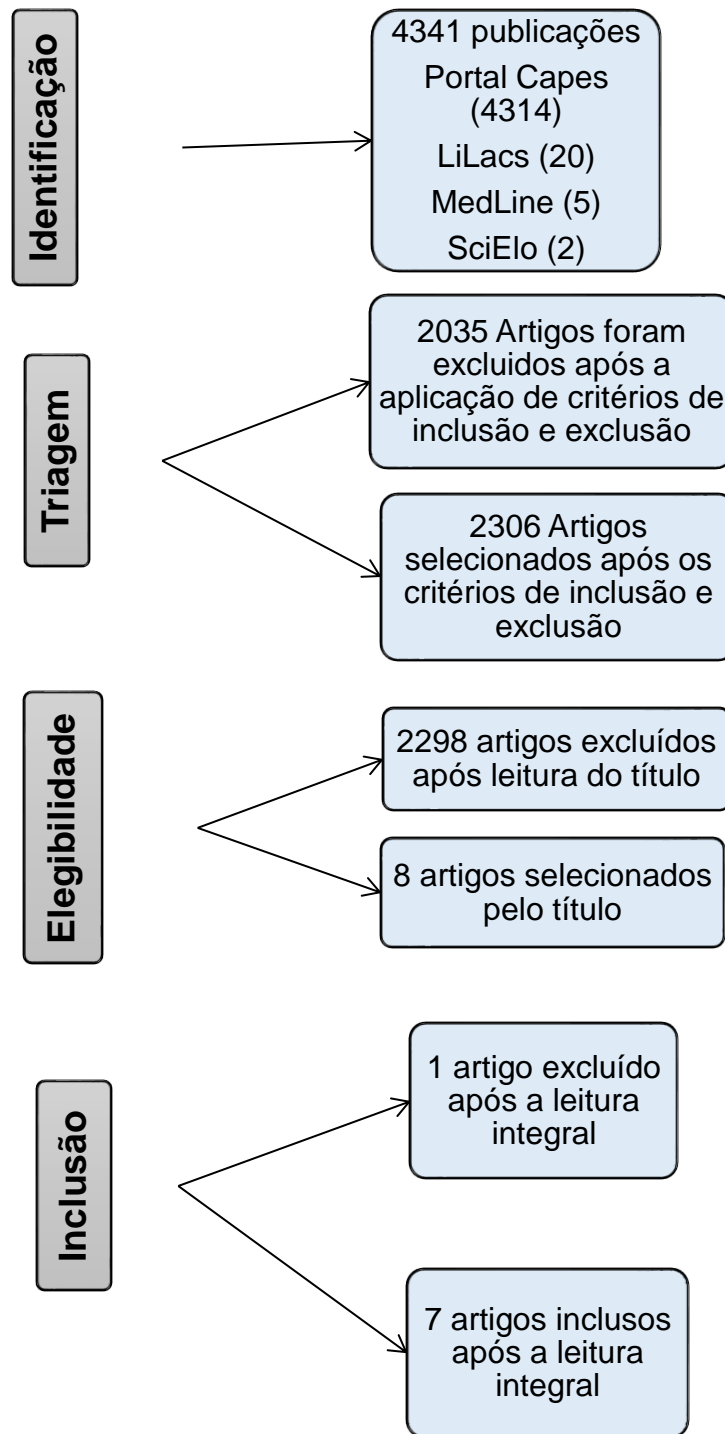 Identificação
4341 publicações
Portal Capes
(4314)
LiLacs (20)
MedLine (5)
SciElo (2)
Triagem
2035 Artigos foram
excluidos após a
aplicação de critérios de
inclusão e exclusão
2306 Artigos
selecionados após os
critérios de inclusão e
exclusão
Elegibilidade
2298 artigos excluídos
após leitura do título
8 artigos selecionados
pelo título
Inclusão
1 artigo excluído
após a leitura
integral
7 artigos inclusos
após a leitura
integral